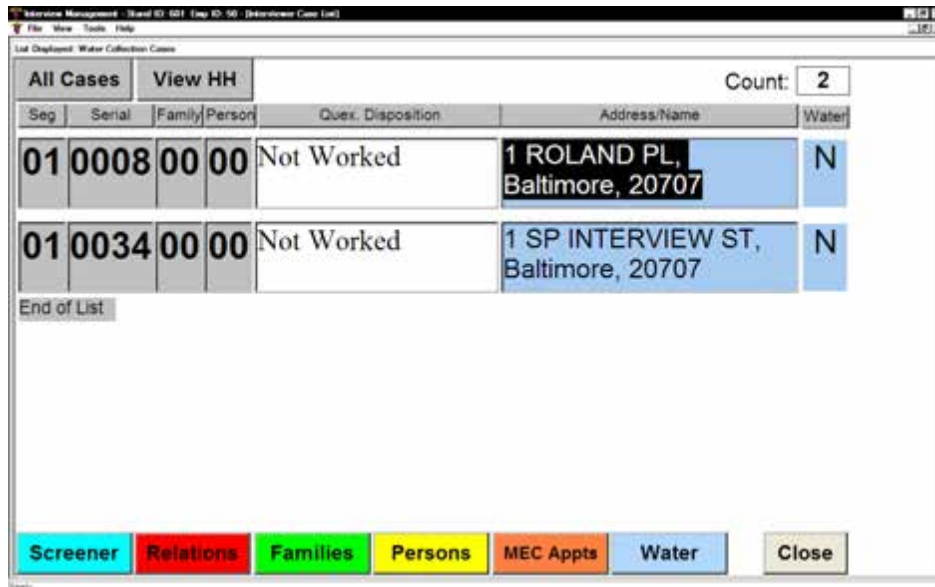 Interview Management - Stand ID: 601 Emp ID: 50 - [Interviewer Case List]
File View Tools Help
List Displayed: Water Collection Cases
All Cases View HH Count: 2
Seg Serial Family Person Quex. Disposition Address/Name Water
01 0008 00 00 Not Worked 1 ROLAND PL, N
Baltimore, 20707
01 0034 00 00 Not Worked 1 SP INTERVIEW ST, N
Baltimore, 20707
End of List
Screener Relations Families Persons MEC Appts Water Close